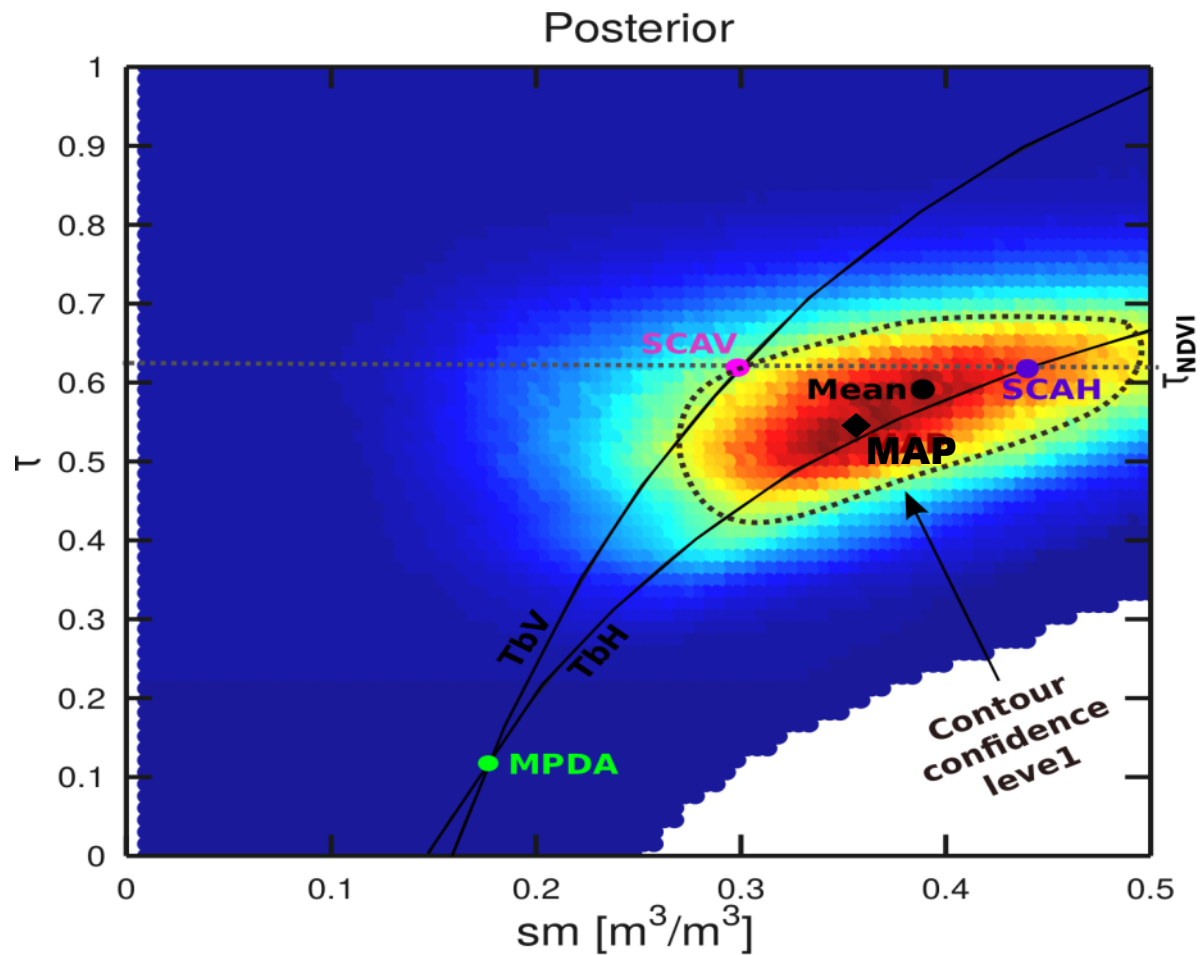 Posterior
1
0.9
0.8
0.7
0.6
0.5
0.4
0.3
0.2
0.1
0
τ
τNDVI
SCAV
Mean
SCAH
MAP
TbV
TbH
MPDA
Contour
confidence
leve1
0
0.1
0.2
0.3
0.4
0.5
sm [m³/m³]